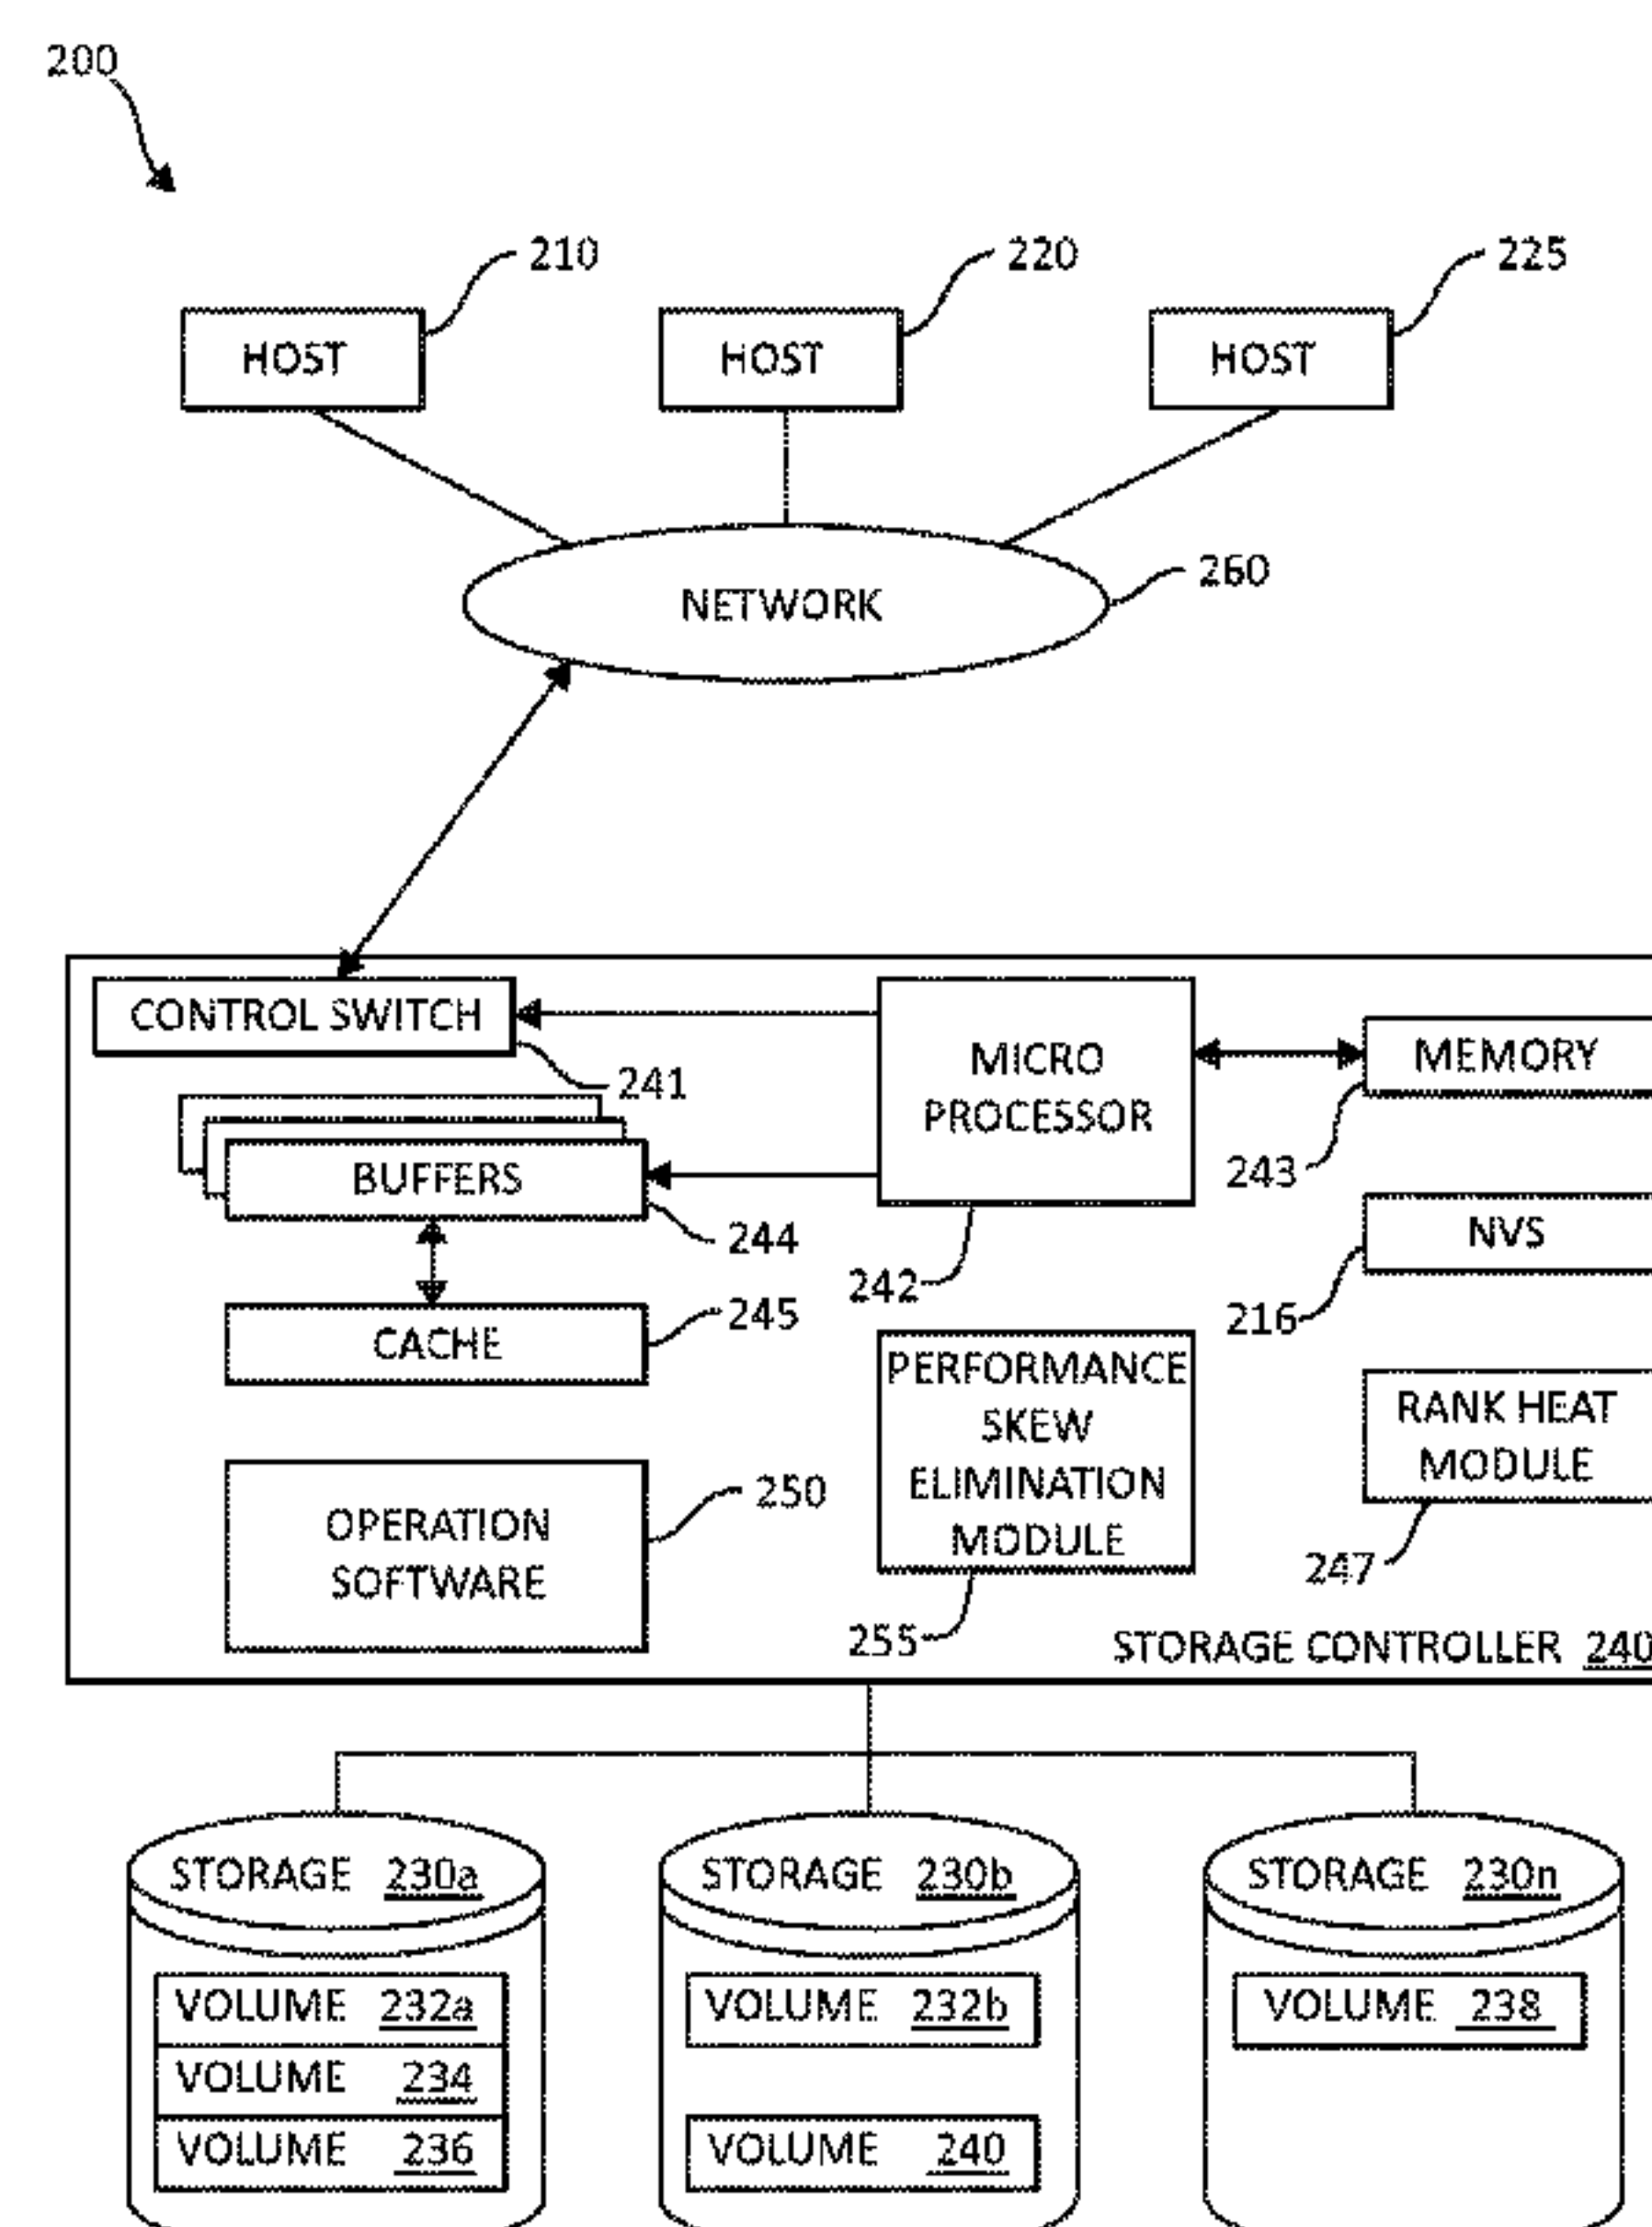 200
210
220
225
HOST
HOST
HOST
260
NETWORK
CONTROL SWITCH
241
MICRO
PROCESSOR
242
MEMORY
243
BUFFERS
244
NVS
216
CACHE
245
PERFORMANCE
SKEW
ELIMINATION
MODULE
255
RANK HEAT
MODULE
247
OPERATION
SOFTWARE
250
STORAGE CONTROLLER 240
STORAGE 230a
VOLUME 232a
VOLUME 234
VOLUME 236
STORAGE 230b
VOLUME 232b
VOLUME 240
STORAGE 230n
VOLUME 238